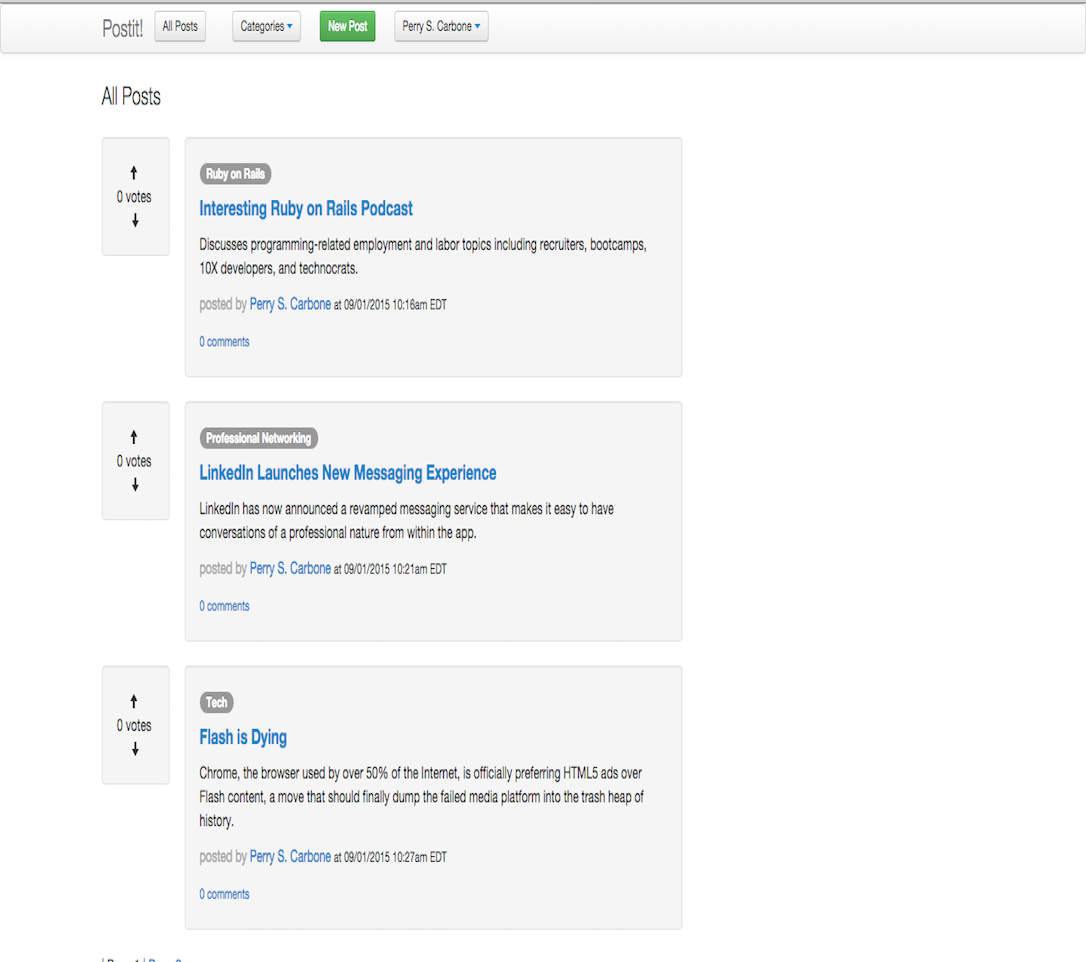 Postit! All Posts Categories New Post Perry S. Carbone
All Posts
0 votes
Ruby on Rails
Interesting Ruby on Rails Podcast
Discusses programming-related employment and labor topics including recruiters, bootcamps,
10X developers, and technocrats.
posted by Perry S. Carbone at 09/01/2015 10:16am EDT
0 comments
0 votes
Professional Networking
LinkedIn Launches New Messaging Experience
LinkedIn has now announced a revamped messaging service that makes it easy to have
conversations of a professional nature from within the app.
posted by Perry S. Carbone at 09/01/2015 10:21am EDT
0 comments
0 votes
Tech
Flash is Dying
Chrome, the browser used by over 50% of the Internet, is officially preferring HTML5 ads over
Flash content, a move that should finally dump the failed media platform into the trash heap of
history.
posted by Perry S. Carbone at 09/01/2015 10:27am EDT
0 comments